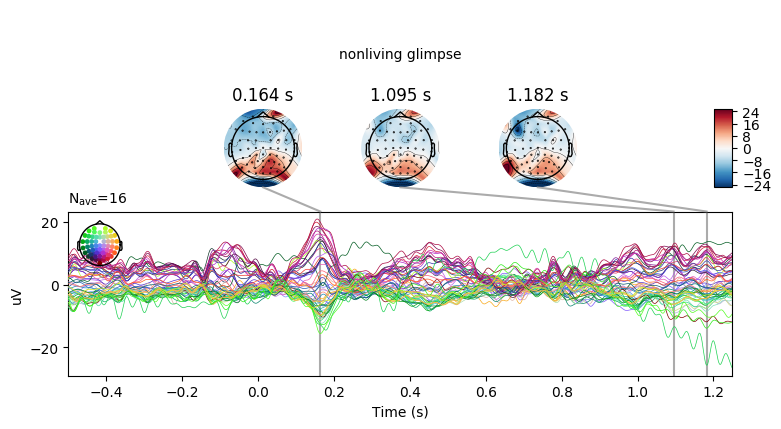 nonliving glimpse
0.164 s 1.095 s 1.182 s
24
16
8
0
−8
−16
−24
Nave=16
20
0
−20
uV
−0.4 −0.2 0.0 0.2 0.4 0.6 0.8 1.0 1.2
Time (s)